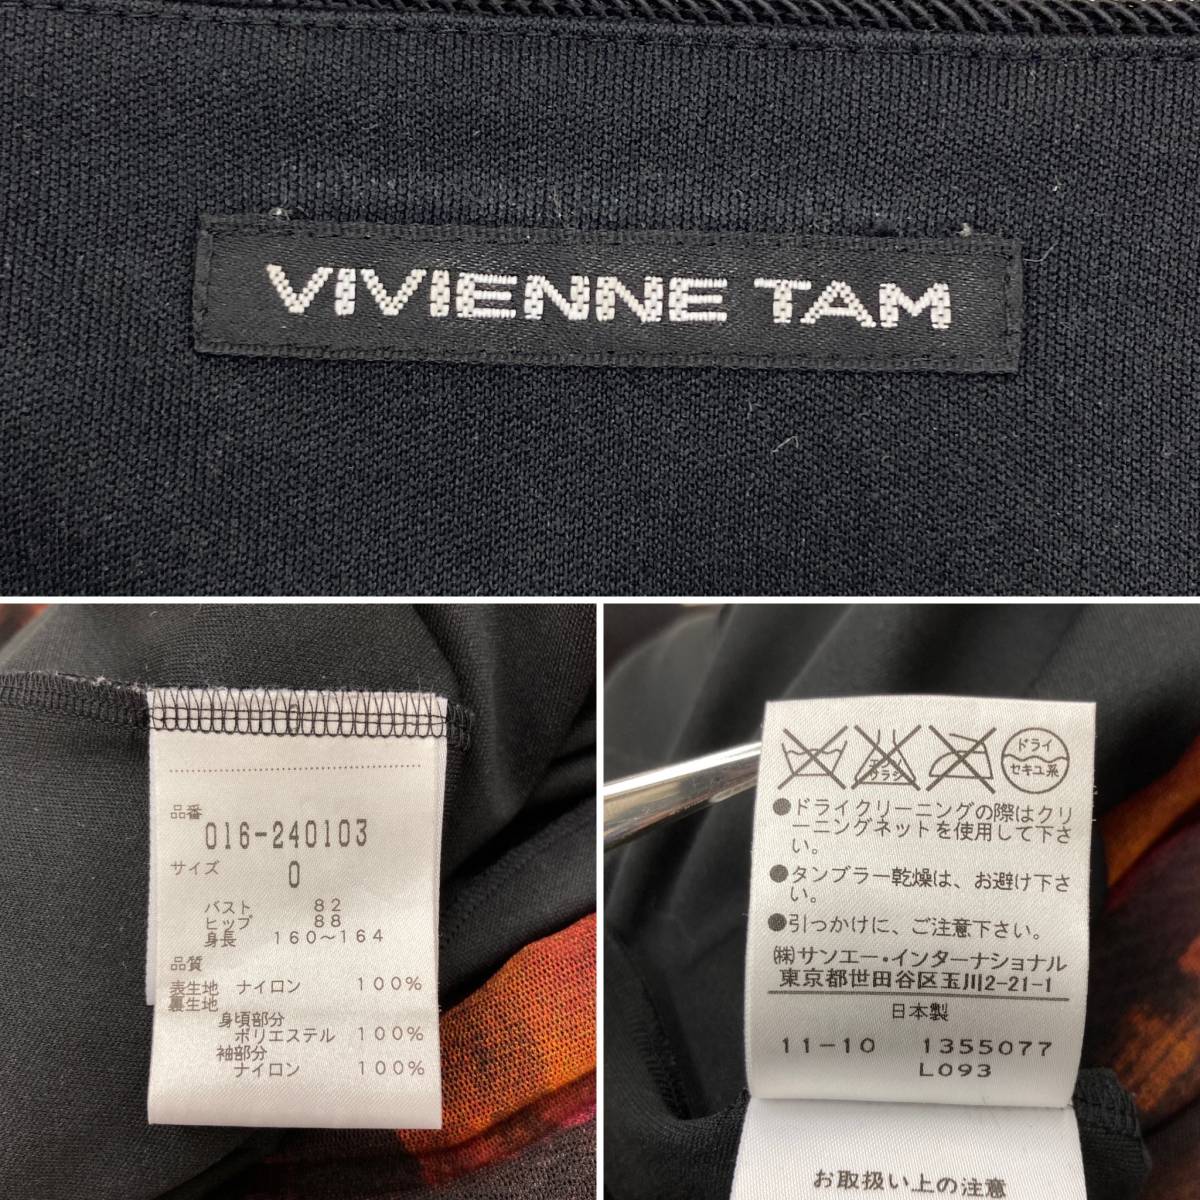 VIVIENNE TAM
品番
016-240103
サイズ
0
バスト 82
ヒップ 88
身長 160～164
品質
表生地 ナイロン 100%
裏生地
身頃部分
ポリエステル 100%
袖部分
ナイロン 100%
エンソ
サラシ
ドライ
セキユ系
●ドライクリーニングの際はクリ
ーニングネットを使用して下さ
い。
●タンブラー乾燥は、お避け下さ
い。
●引っかけに、ご注意下さい。
㈱サンエー・インターナショナル
東京都世田谷区玉川2-21-1
日本製
11-10 1355077
L093
お取扱い上の注意